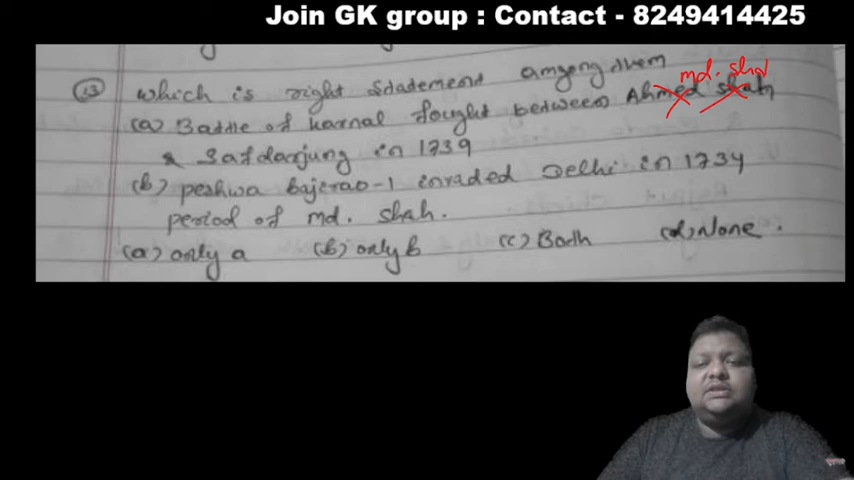 Join GK group : Contact - 8249414425
md. shah
(13) which is right statement among them
(a) Battle of karnal fought between Ahmed shah
& Safdarjung in 1739
(b) peshwa bajerao-1 invaded Delhi in 1734
period of md. shah.
(a) only a (b) only b (c) Both (d) None.